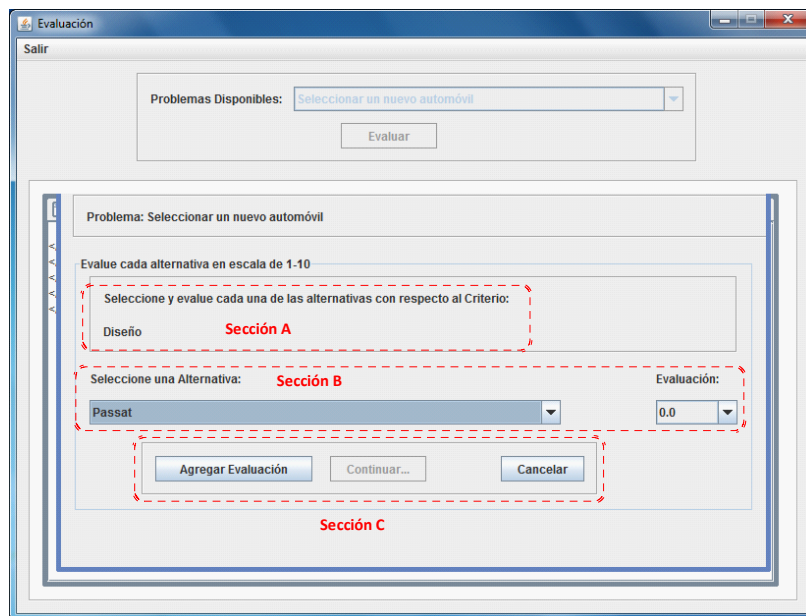 Evaluación
Salir
Problemas Disponibles: Seleccionar un nuevo automóvil
Evaluar
Problema: Seleccionar un nuevo automóvil
Evalue cada alternativa en escala de 1-10
Seleccione y evalue cada una de las alternativas con respecto al Criterio:
Diseño Sección A
Seleccione una Alternativa: Sección B Evaluación:
Passat 0.0
Agregar Evaluación Continuar... Cancelar
Sección C